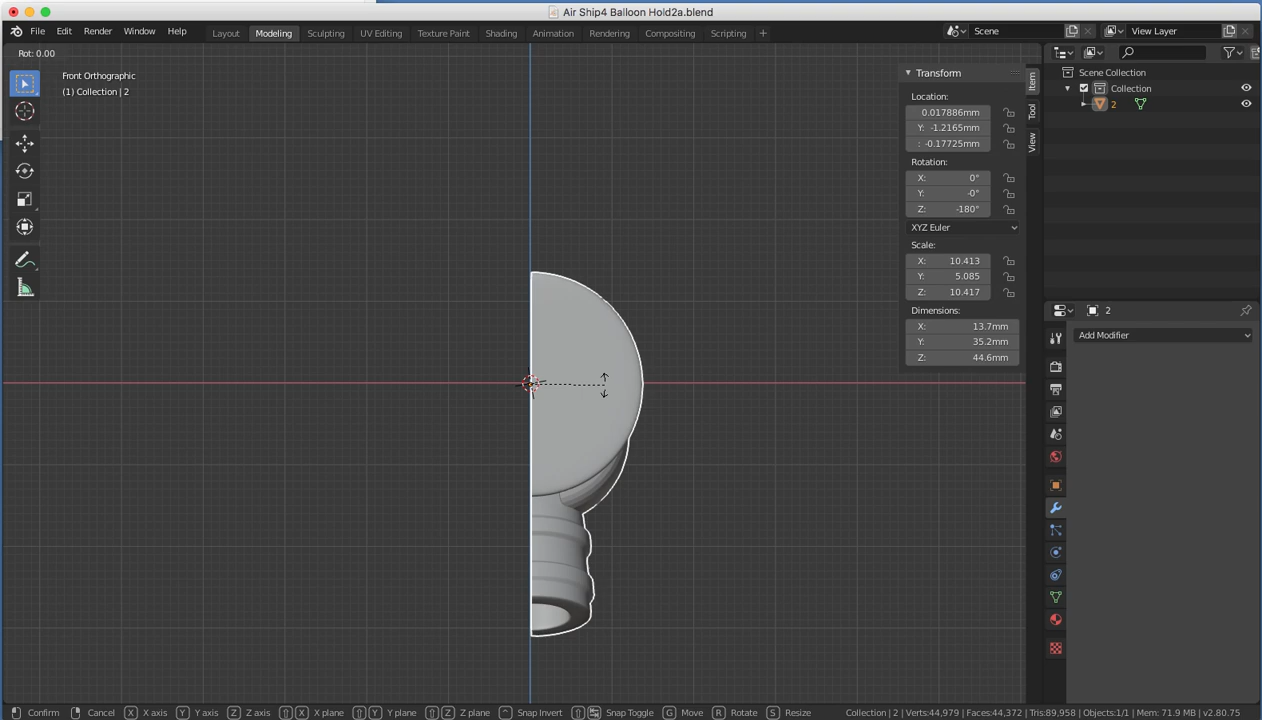 Air Ship4 Balloon Hold2a.blend
File Edit Render Window Help Layout Modeling Sculpting UV Editing Texture Paint Shading Animation Rendering Compositing Scripting + Scene View Layer
Rot: 0.00
Front Orthographic
(1) Collection | 2
Transform
Location:
0.017886mm
Y: -1.2165mm
: -0.17725mm
Rotation:
X: 0°
Y: -0°
Z: -180°
XYZ Euler
Scale:
X: 10.413
Y: 5.085
Z: 10.417
Dimensions:
X: 13.7mm
Y: 35.2mm
Z: 44.6mm
Item
Tool
View
Scene Collection
Collection
2
2
Add Modifier
Confirm Cancel X X axis Y Y axis Z Z axis X X plane Y Y plane Z Z plane Snap Invert Snap Toggle G Move R Rotate S Resize Collection | 2 | Verts:44,979 | Faces:44,372 | Tris:89,958 | Objects:1/1 | Mem: 71.9 MB | v2.80.75